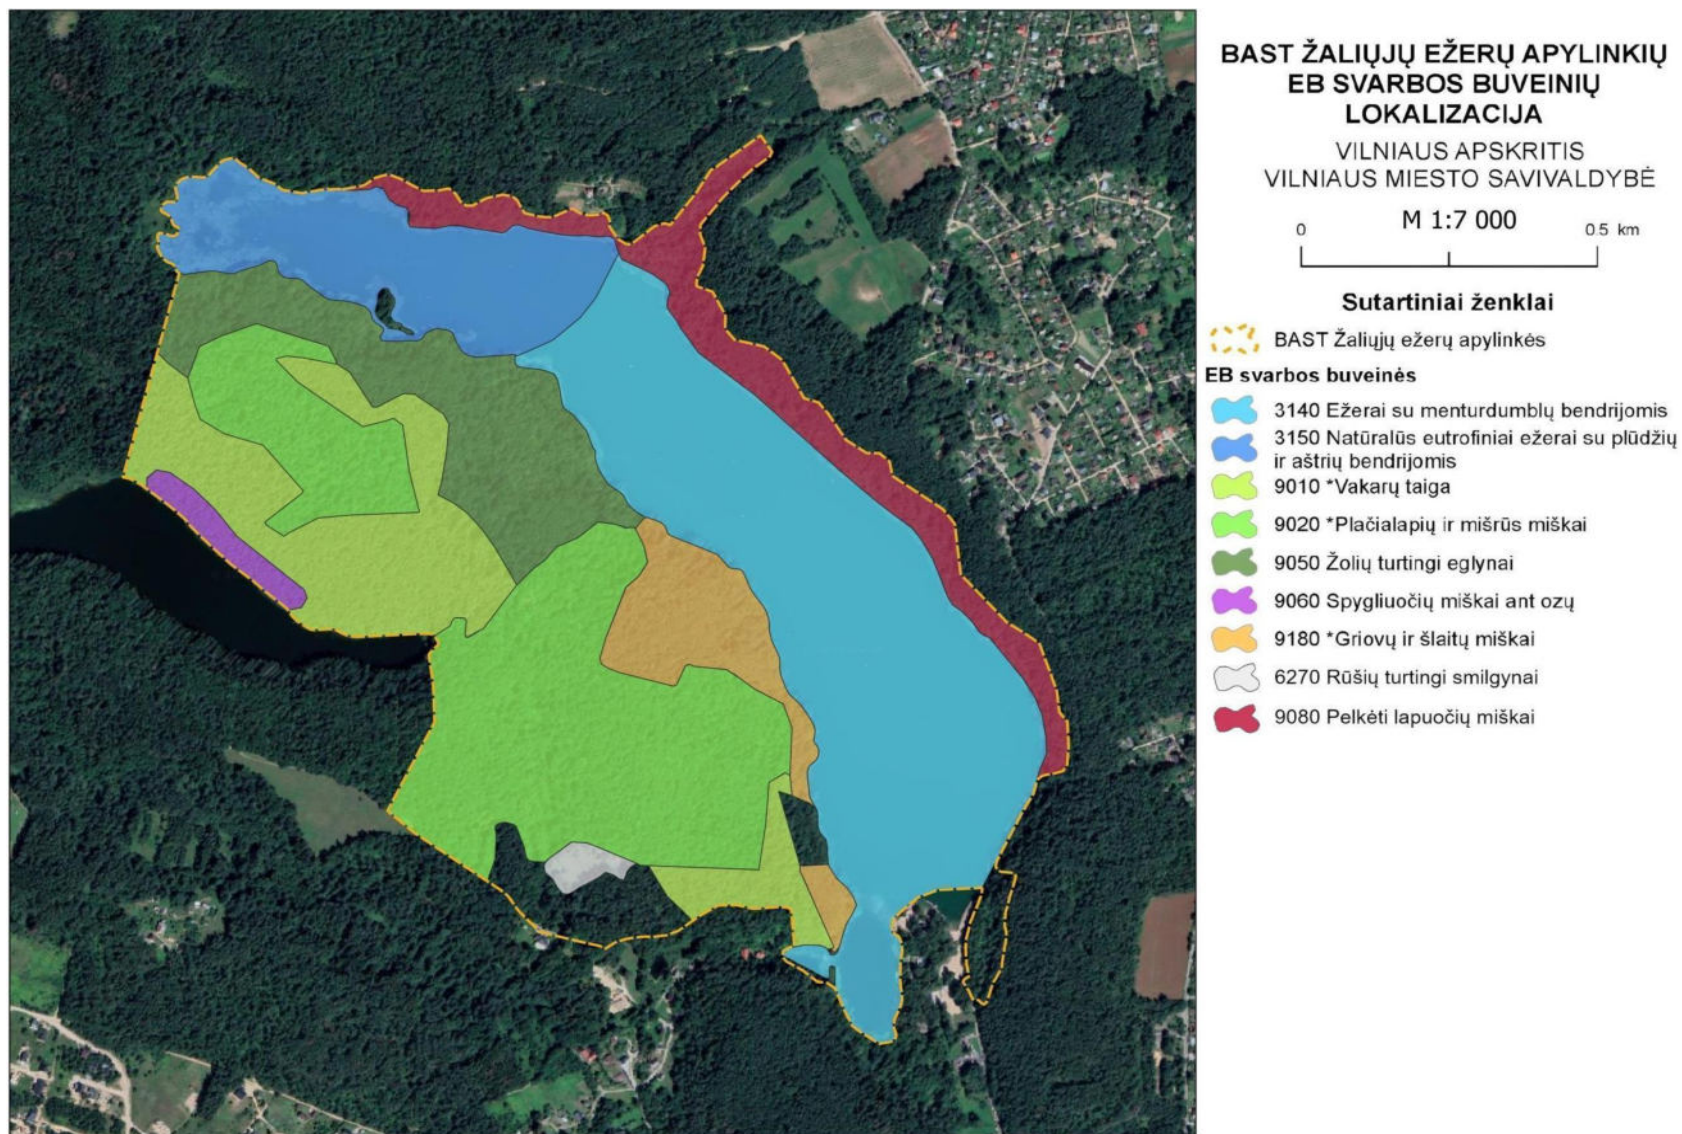 BAST ŽALIŲJŲ EŽERŲ APYLINKIŲ
EB SVARBOS BUVEINIŲ
LOKALIZACIJA
VILNIAUS APSKRITIS
VILNIAUS MIESTO SAVIVALDYBĖ
M 1:7 000
0 0.5 km
Sutartiniai ženklai
BAST Žaliųjų ežerų apylinkės
EB svarbos buveinės
3140 Ežerai su menturdumblų bendrijomis
3150 Natūralūs eutrofiniai ežerai su plūdžių
ir aštrių bendrijomis
9010 *Vakarų taiga
9020 *Plačialapių ir mišrūs miškai
9050 Žolių turtingi eglynai
9060 Spygliuočių miškai ant ozų
9180 *Griovų ir šlaitų miškai
6270 Rūšių turtingi smilgynai
9080 Pelkėti lapuočių miškai